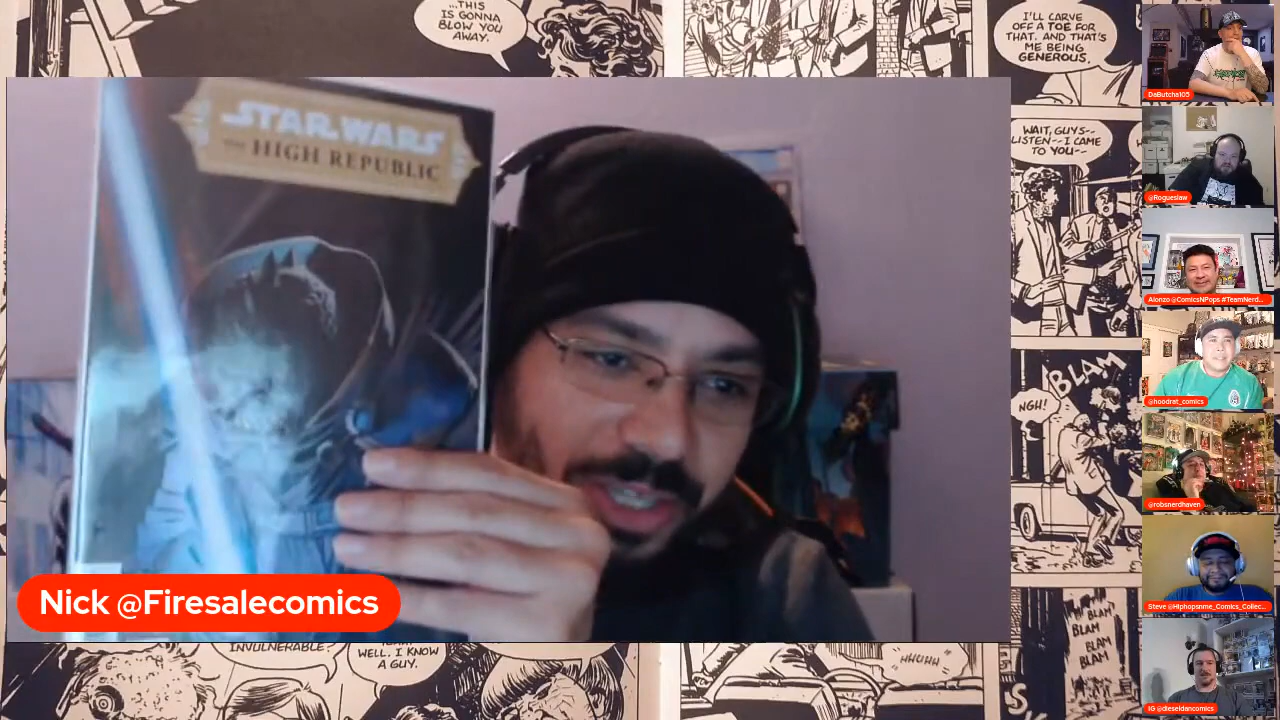 ...THIS
IS GONNA
BLOW YOU
AWAY.
I'LL CARVE
OFF A TOE FOR
THAT. AND THAT'S
ME BEING
GENEROUS.
STAR WARS
THE HIGH REPUBLIC
WAIT, GUYS--
LISTEN--I CAME
TO YOU--
BLAM
NGH!
Nick @Firesalecomics
INVULNERABLE?
WELL. I KNOW
A GUY.
HHUHH
BLAM
BLAM
BLAM
BLAM
DaButcha105
@Rogueslaw
Alonzo @ComicsNPops #TeamNerd...
@hoodrat_comics
@robsnerdhaven
Steve @Hiphopsnme_Comics_Collec...
IG @dieseldancomics